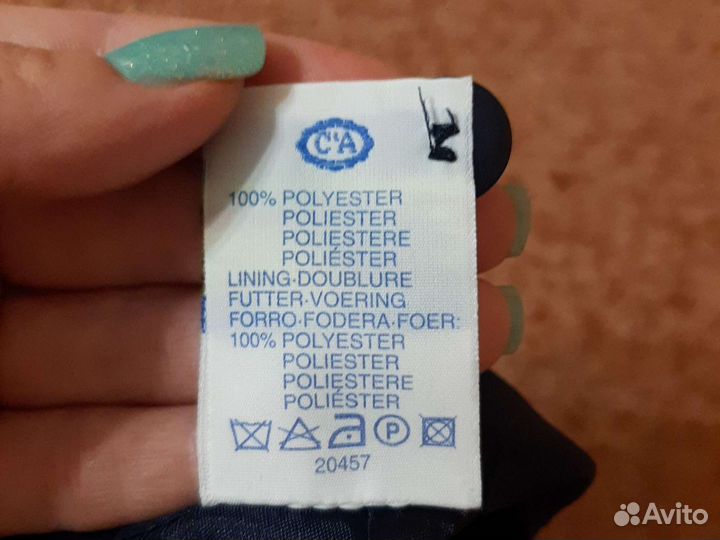 C&A
100% POLYESTER
POLIESTER
POLIESTERE
POLIÉSTER
LINING·DOUBLURE
FUTTER·VOERING
FORRO·FODERA·FOER:
100% POLYESTER
POLIESTER
POLIESTERE
POLIÉSTER
P
20457
Avito